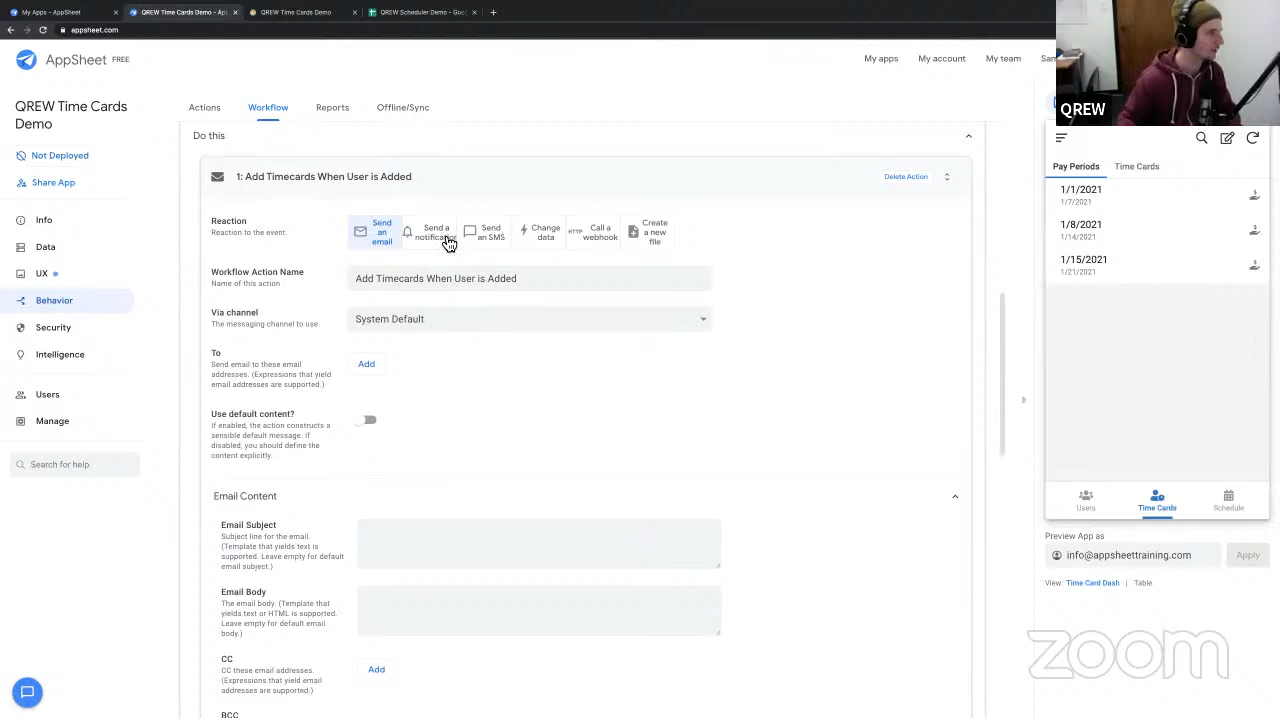 My Apps - AppSheet
QREW Time Cards Demo - Ap
QREW Time Cards Demo
QREW Scheduler Demo - Goo
appsheet.com
AppSheet FREE
My apps
My account
My team
Sam
QREW
QREW Time Cards Demo
Not Deployed
Share App
Info
Data
UX
Behavior
Security
Intelligence
Users
Manage
Search for help
Actions
Workflow
Reports
Offline/Sync
Do this
1: Add Timecards When User is Added
Delete Action
Reaction
Reaction to the event.
Send an email
Send a notification
Send an SMS
Change data
HTTP Call a webhook
Create a new file
Workflow Action Name
Name of this action
Add Timecards When User is Added
Via channel
The messaging channel to use.
System Default
To
Send email to these email
addresses. (Expressions that yield
email addresses are supported.)
Add
Use default content?
If enabled, the action constructs a
sensible default message. If
disabled, you should define the
content explicitly.
Email Content
Email Subject
Subject line for the email.
(Template that yields text is
supported. Leave empty for default
email subject.)
Email Body
The email body. (Template that
yields text or HTML is supported.
Leave empty for default email
body.)
CC
CC these email addresses.
(Expressions that yield email
addresses are supported.)
Add
BCC
Pay Periods
Time Cards
1/1/2021
1/7/2021
1/8/2021
1/14/2021
1/15/2021
1/21/2021
Users
Time Cards
Schedule
Preview App as
info@appsheettraining.com
Apply
View: Time Card Dash | Table
zoom